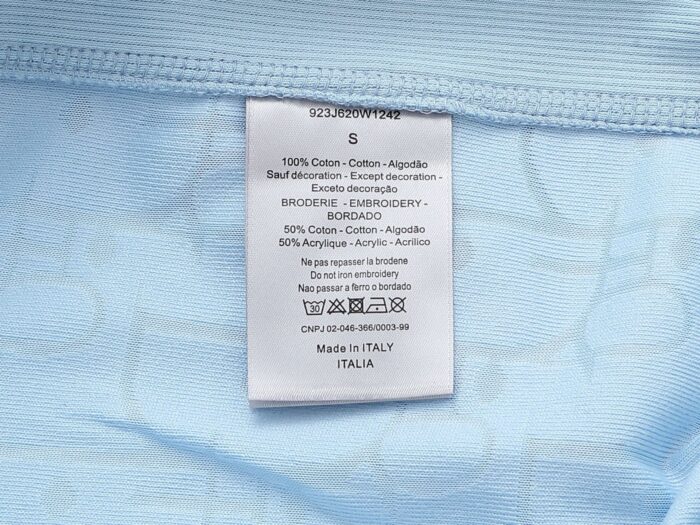 923J620W1242
S
100% Coton - Cotton - Algodão
Sauf décoration - Except decoration -
Exceto decoração
BRODERIE - EMBROIDERY -
BORDADO
50% Coton - Cotton - Algodão
50% Acrylique - Acrylic - Acrilico
Ne pas repasser la brodene
Do not iron embroidery
Nao passar a ferro o bordado
30
CNPJ 02-046-366/0003-99
Made In ITALY
ITALIA